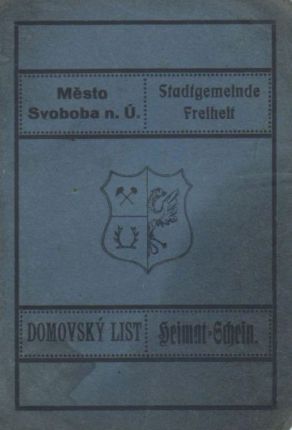 Město
Svoboba n. Ú.
Stadtgemeinde
Freiheit
DOMOVSKÝ LIST
Heimat-Schein.